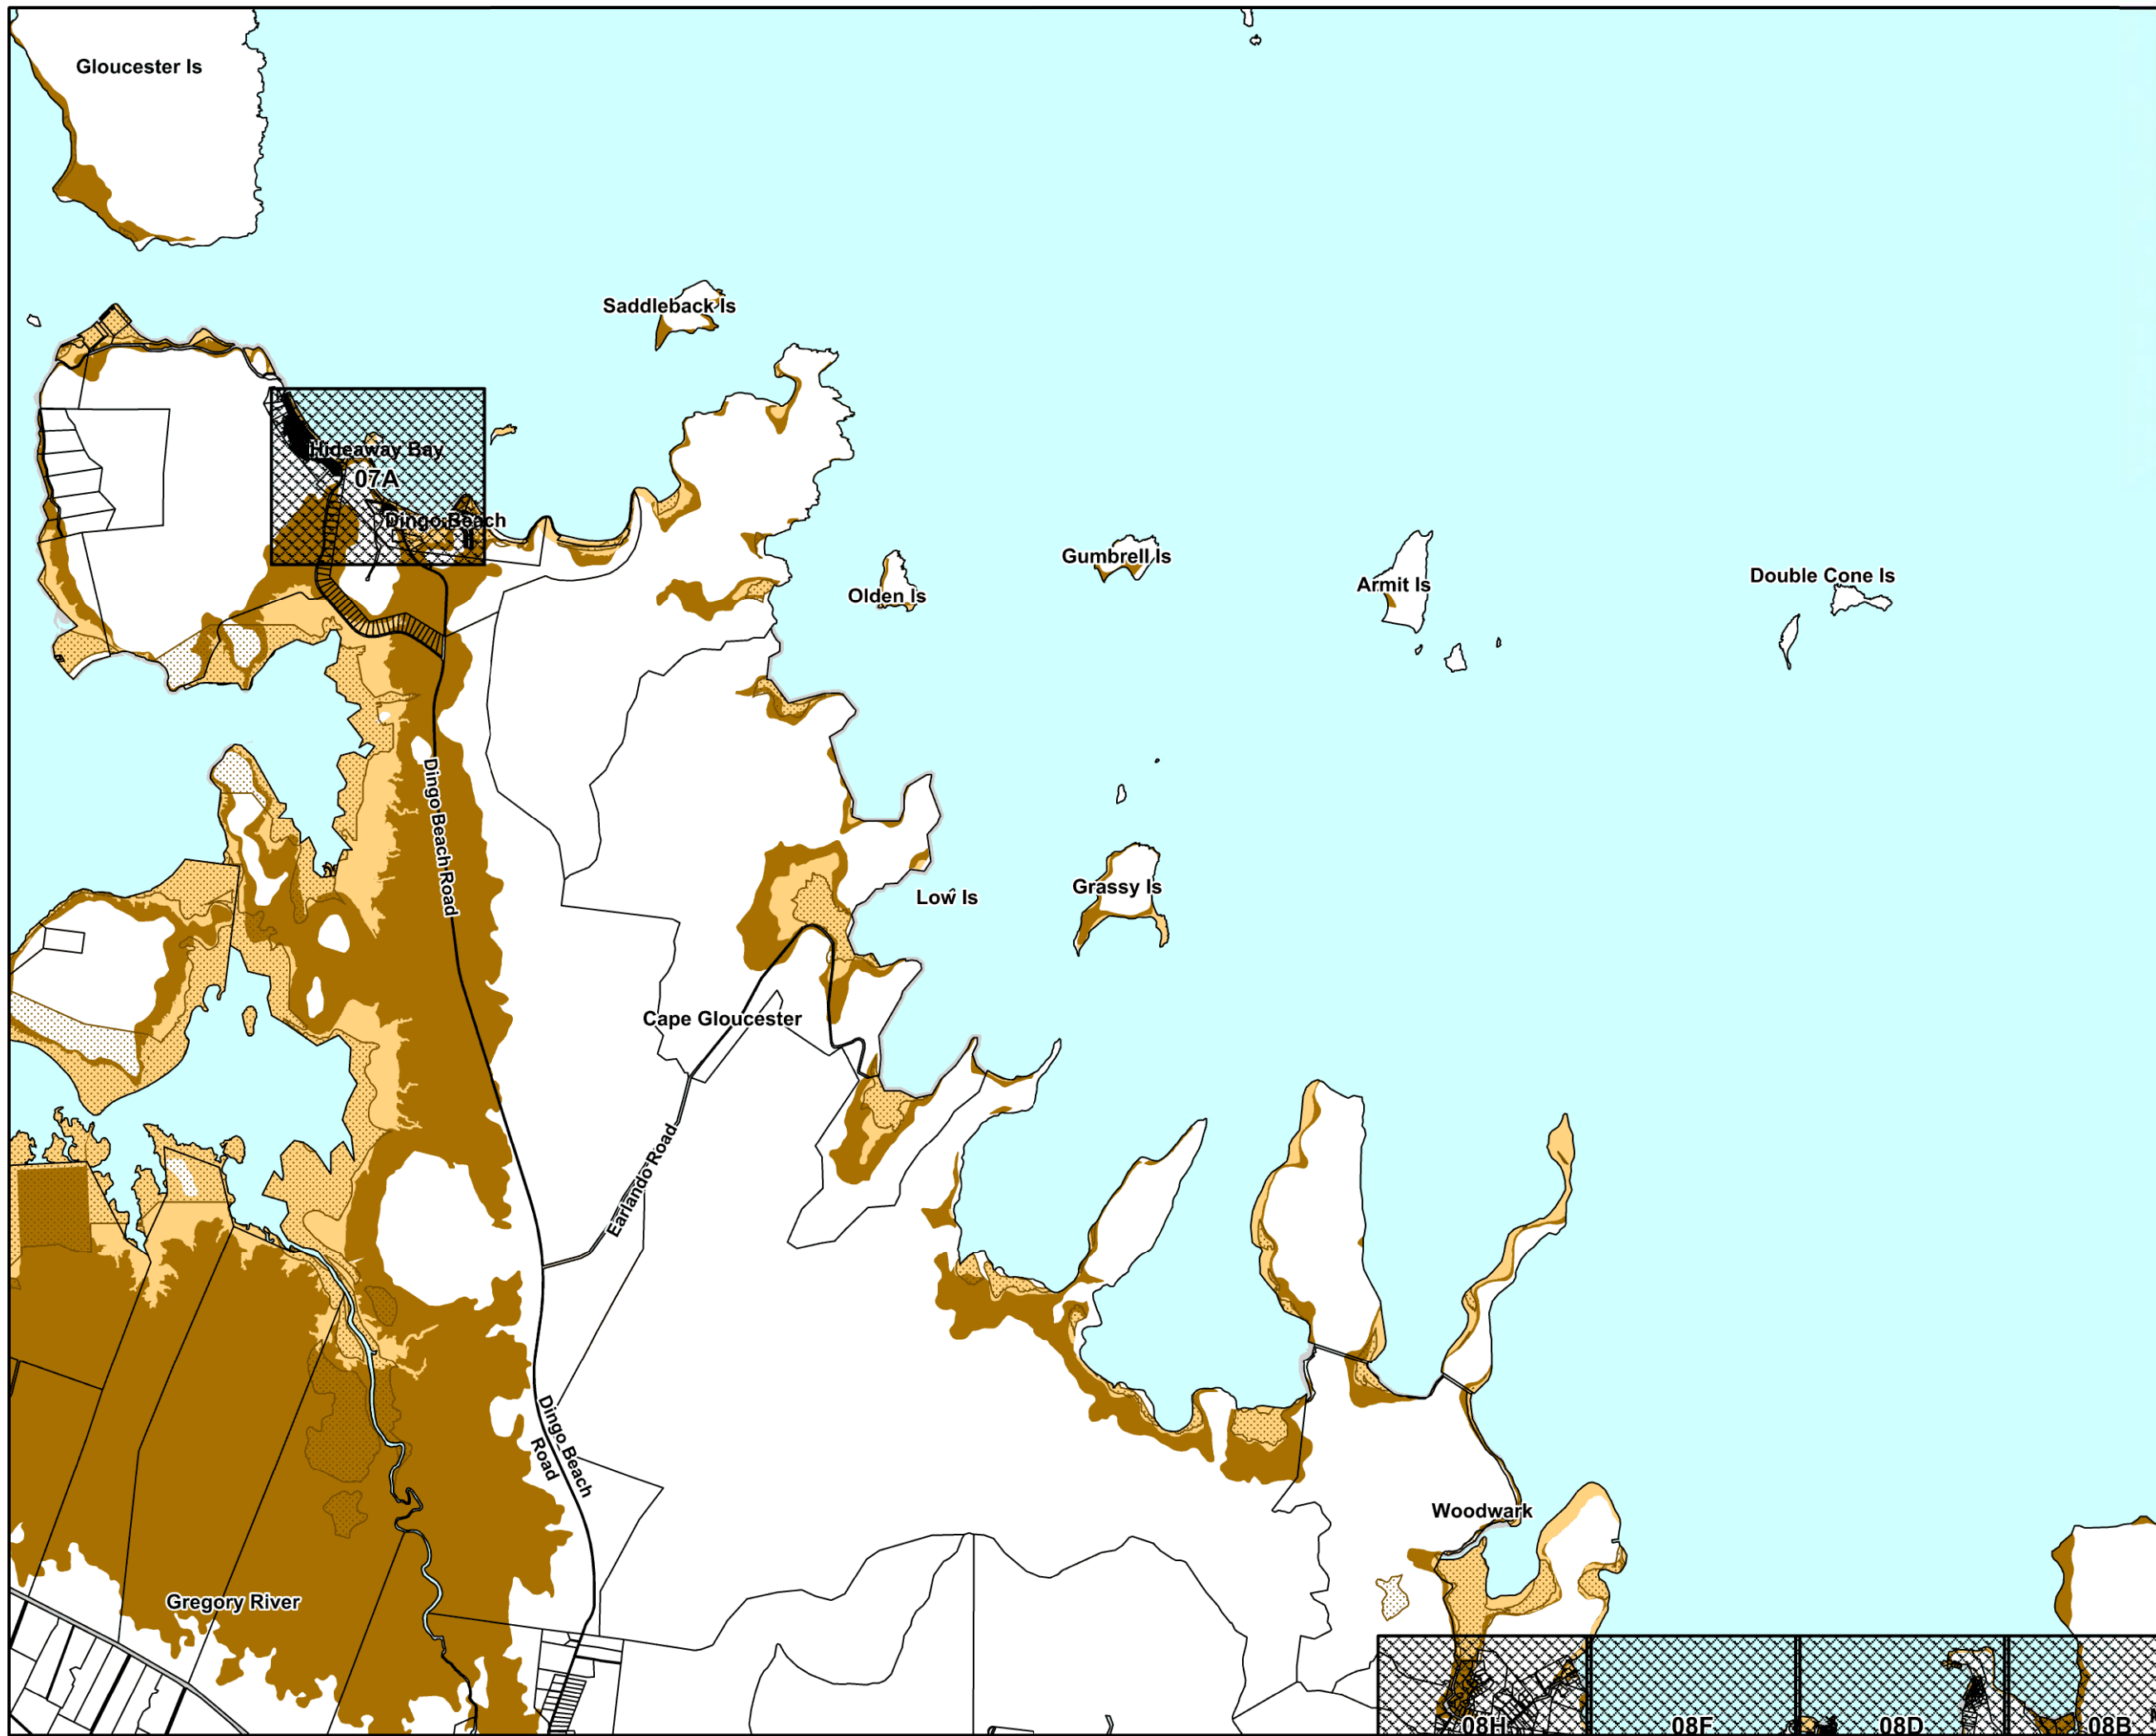 Gloucester Is
Saddleback Is
Hideaway Bay
07A
Dingo Beach
Gumbrell Is
Olden Is
Armit Is
Double Cone Is
Dingo Beach Road
Low Is
Grassy Is
Cape Gloucester
Earlando Road
Dingo Beach
Road
Woodwark
Gregory River
08H
08F
08D
08B